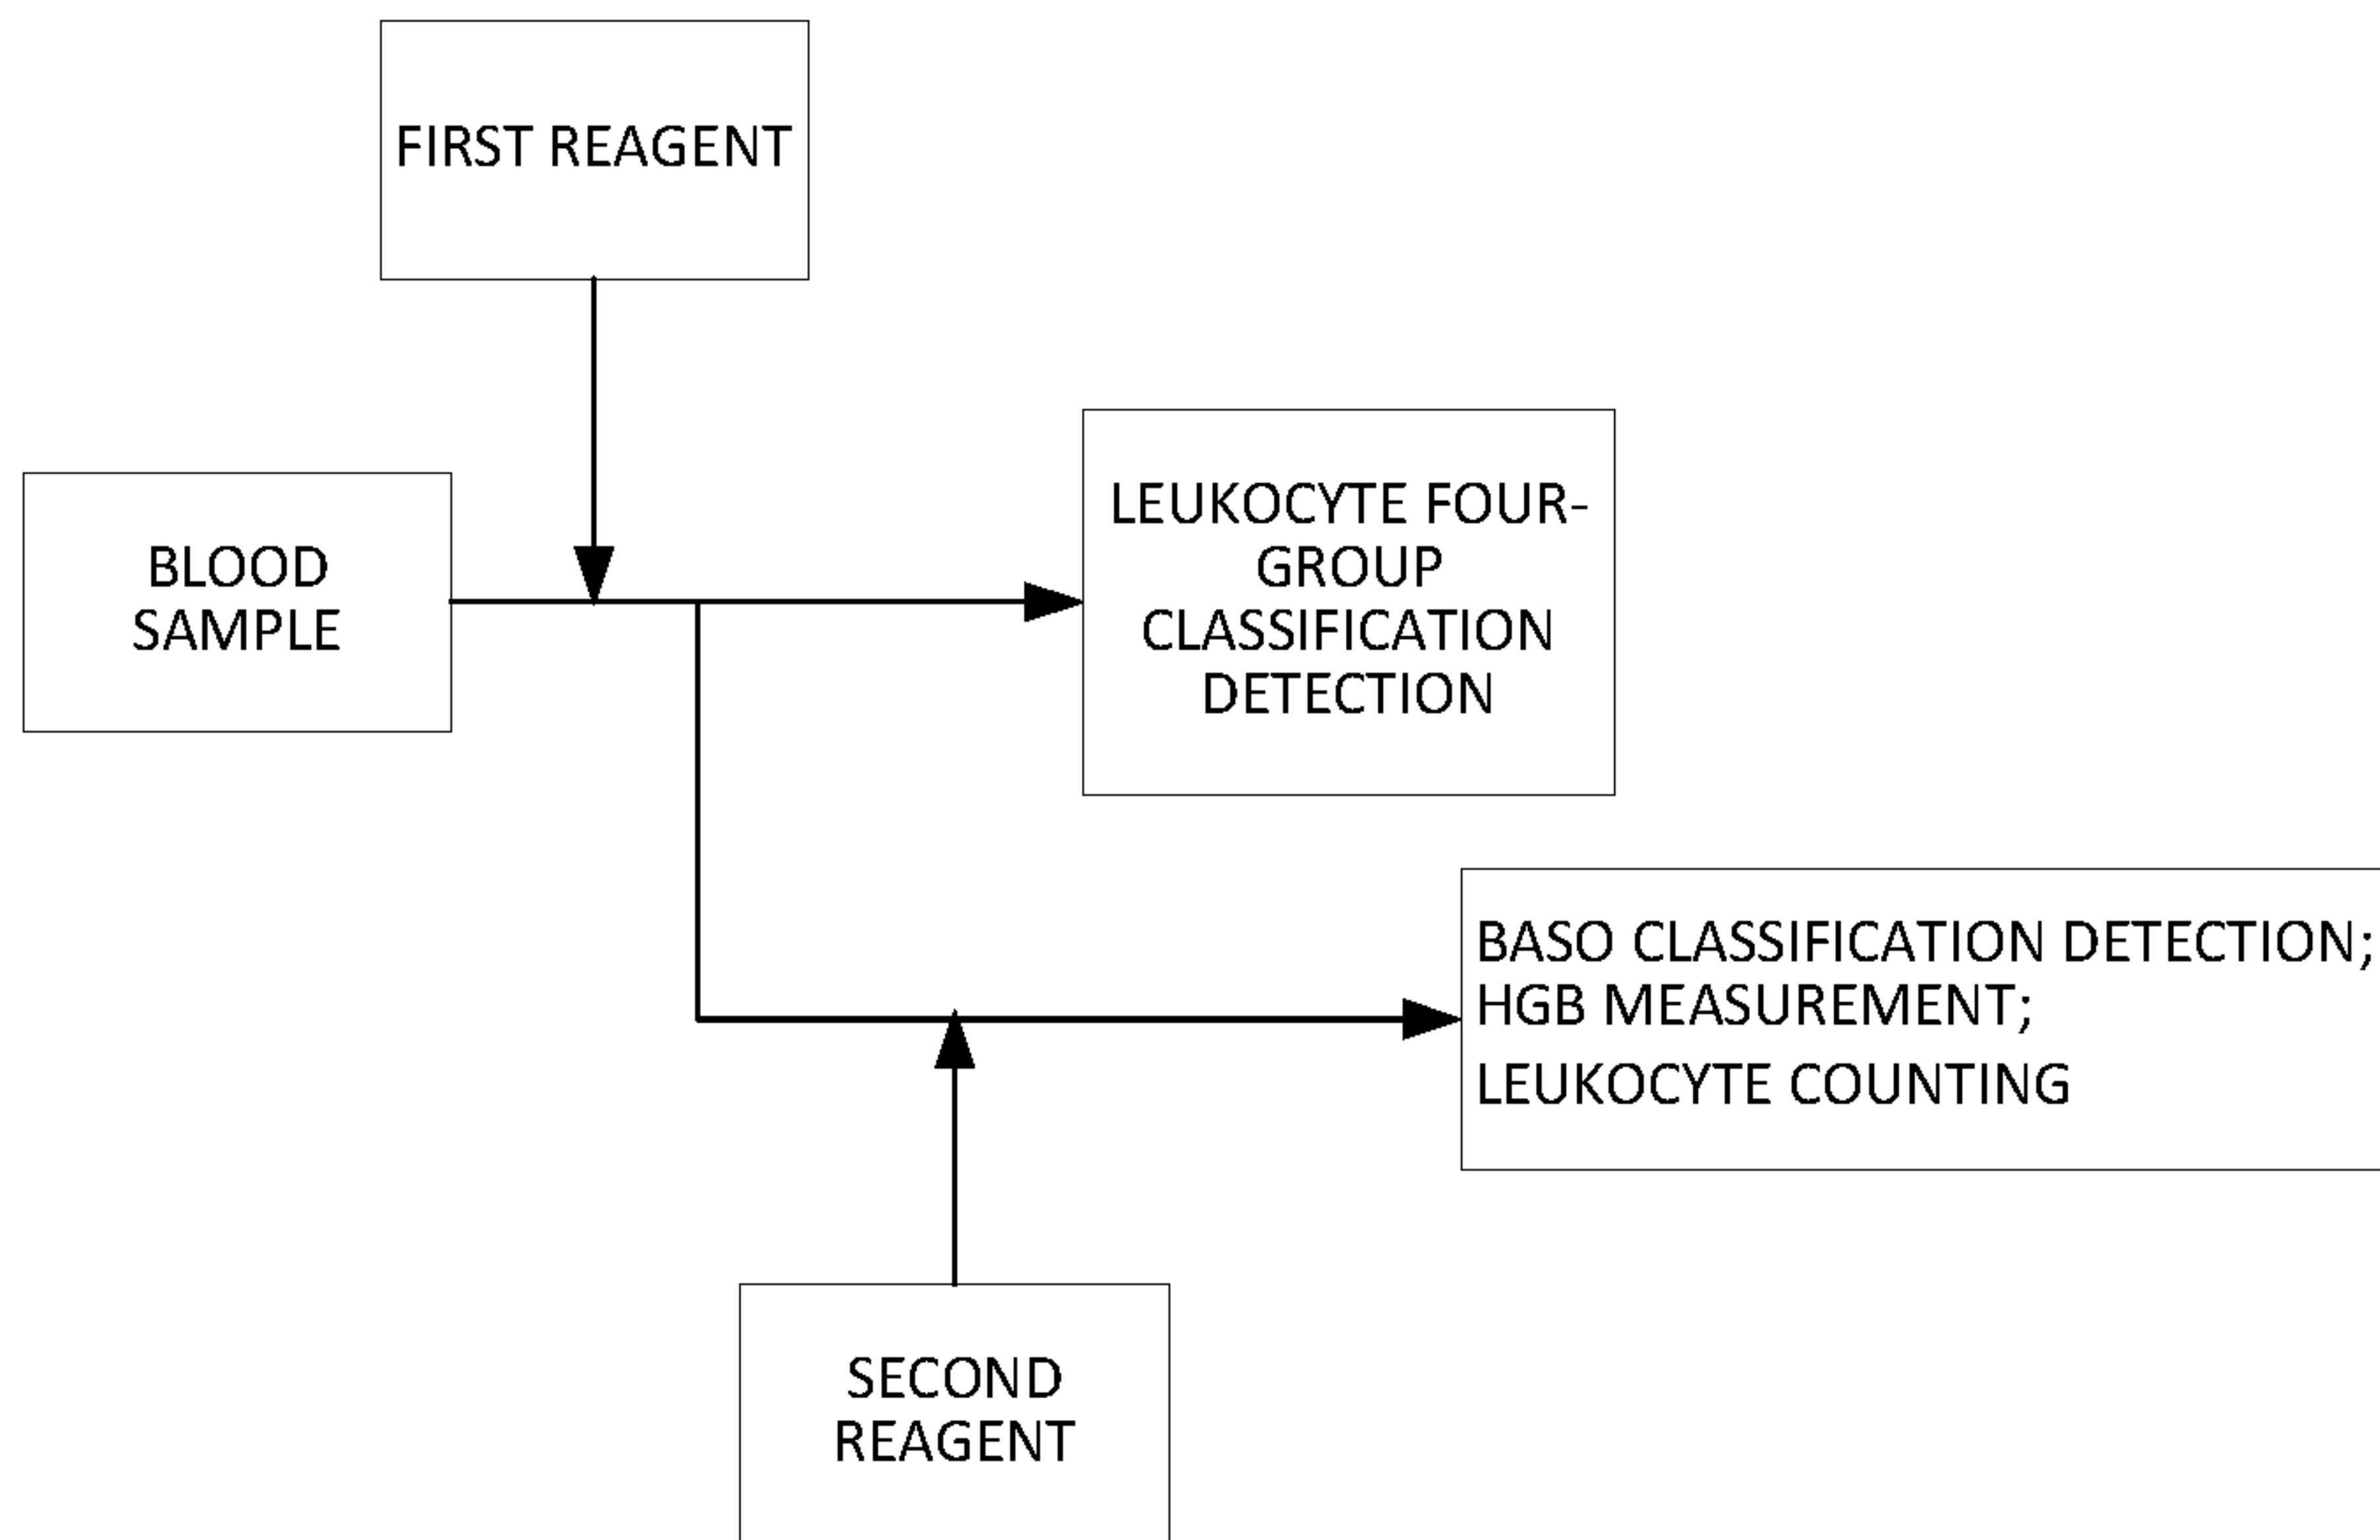 FIRST REAGENT
BLOOD
SAMPLE
LEUKOCYTE FOUR-
GROUP
CLASSIFICATION
DETECTION
BASO CLASSIFICATION DETECTION;
HGB MEASUREMENT;
LEUKOCYTE COUNTING
SECOND
REAGENT